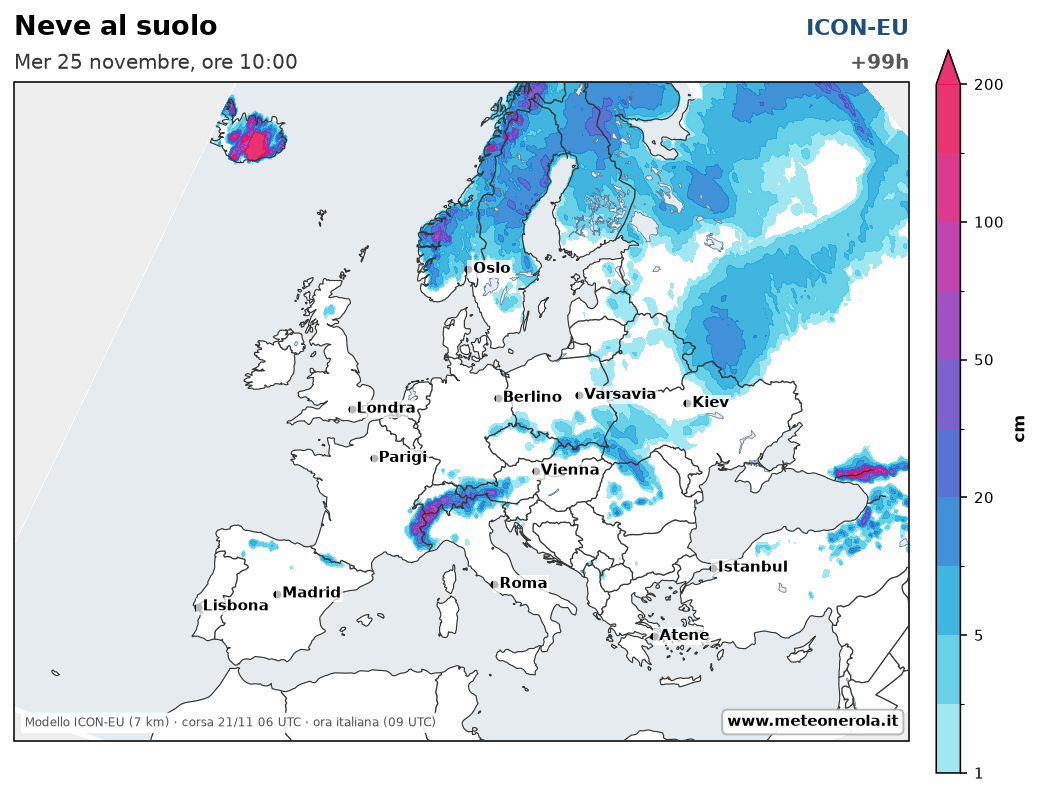 Neve al suolo
ICON-EU
Mer 25 novembre, ore 10:00
+99h
200
100
50
20
5
1
cm
Oslo
Berlino
Varsavia
Kiev
Londra
Parigi
Vienna
Istanbul
Roma
Madrid
Lisbona
Atene
Modello ICON-EU (7 km) · corsa 21/11 06 UTC · ora italiana (09 UTC)
www.meteonerola.it